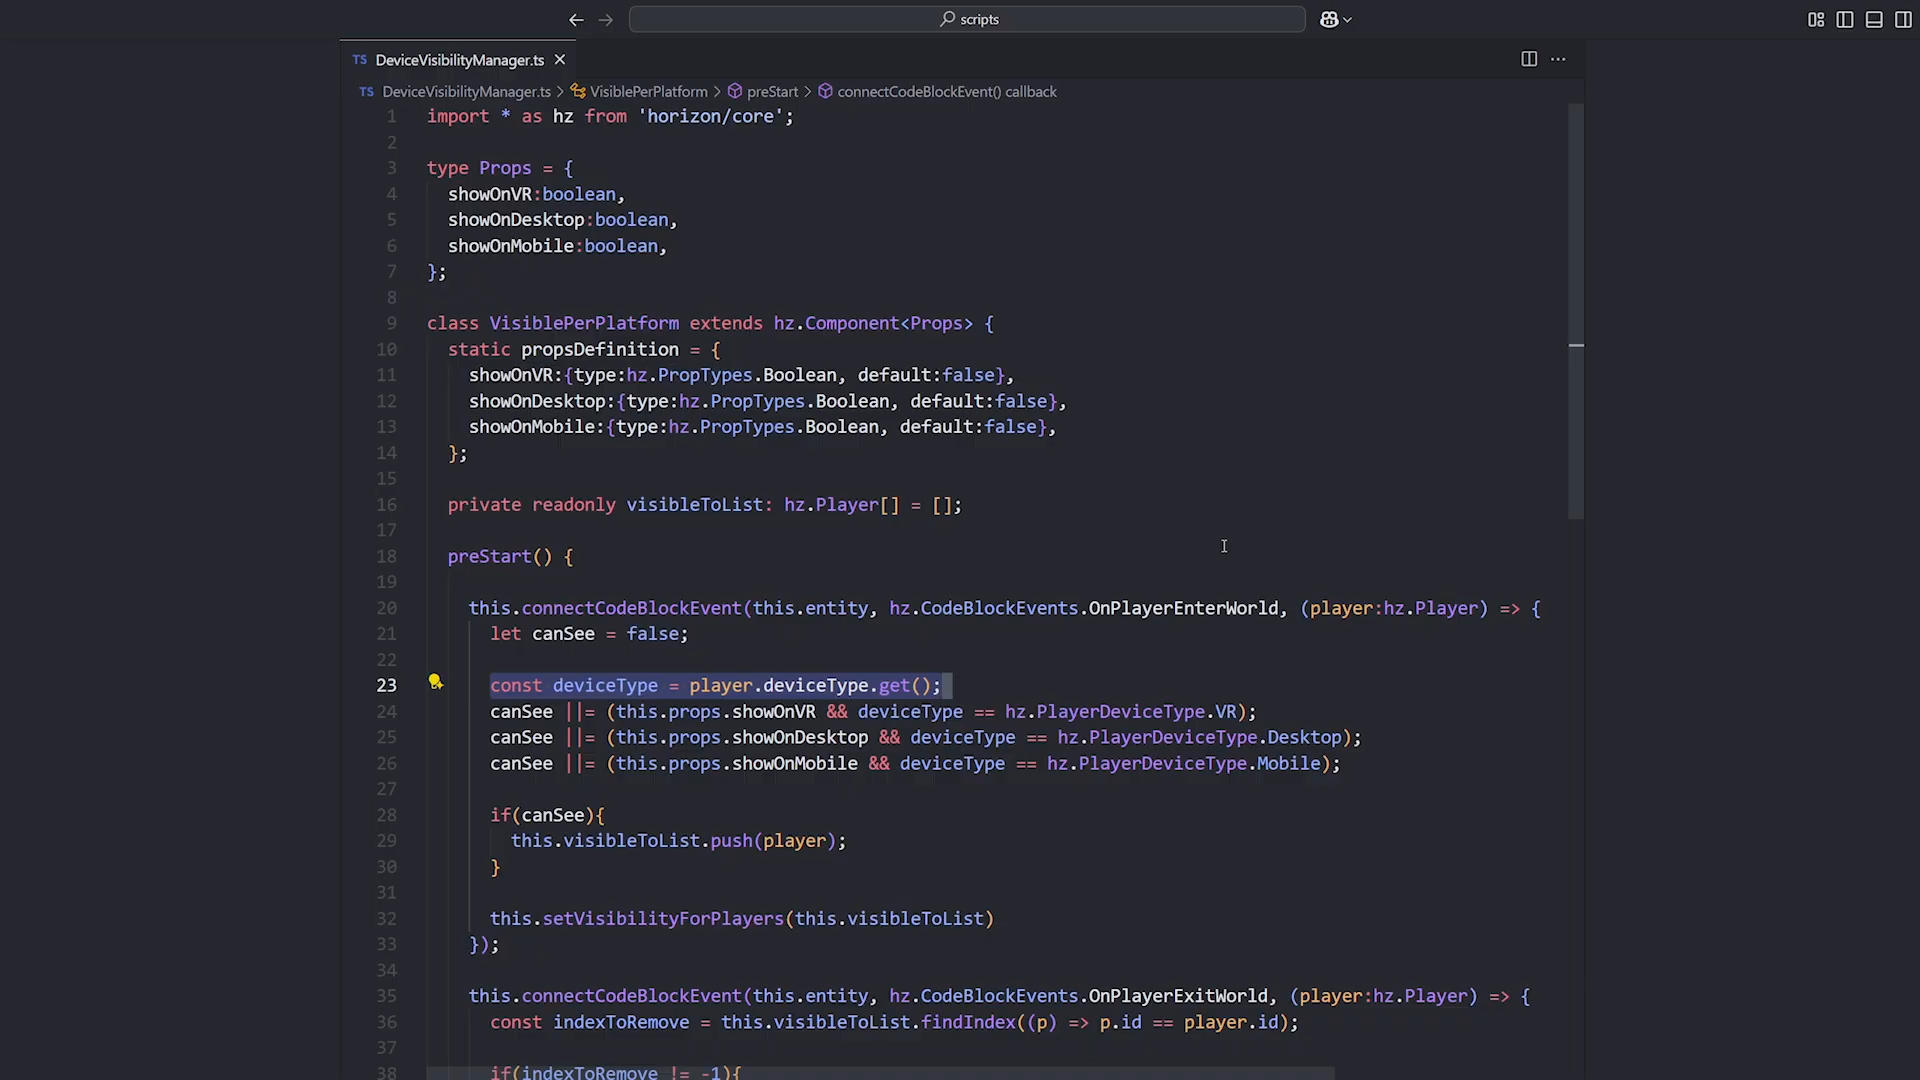 scripts
TS DeviceVisibilityManager.ts
TS DeviceVisibilityManager.ts > VisiblePerPlatform > preStart > connectCodeBlockEvent() callback
1 import * as hz from 'horizon/core';
2
3 type Props = {
4 showOnVR:boolean,
5 showOnDesktop:boolean,
6 showOnMobile:boolean,
7 };
8
9 class VisiblePerPlatform extends hz.Component<Props> {
10 static propsDefinition = {
11 showOnVR:{type:hz.PropTypes.Boolean, default:false},
12 showOnDesktop:{type:hz.PropTypes.Boolean, default:false},
13 showOnMobile:{type:hz.PropTypes.Boolean, default:false},
14 };
15
16 private readonly visibleToList: hz.Player[] = [];
17
18 preStart() {
19
20 this.connectCodeBlockEvent(this.entity, hz.CodeBlockEvents.OnPlayerEnterWorld, (player:hz.Player) => {
21 let canSee = false;
22
23 const deviceType = player.deviceType.get();
24 canSee ||= (this.props.showOnVR && deviceType == hz.PlayerDeviceType.VR);
25 canSee ||= (this.props.showOnDesktop && deviceType == hz.PlayerDeviceType.Desktop);
26 canSee ||= (this.props.showOnMobile && deviceType == hz.PlayerDeviceType.Mobile);
27
28 if(canSee){
29 this.visibleToList.push(player);
30 }
31
32 this.setVisibilityForPlayers(this.visibleToList)
33 });
34
35 this.connectCodeBlockEvent(this.entity, hz.CodeBlockEvents.OnPlayerExitWorld, (player:hz.Player) => {
36 const indexToRemove = this.visibleToList.findIndex((p) => p.id == player.id);
37
38 if(indexToRemove != -1){